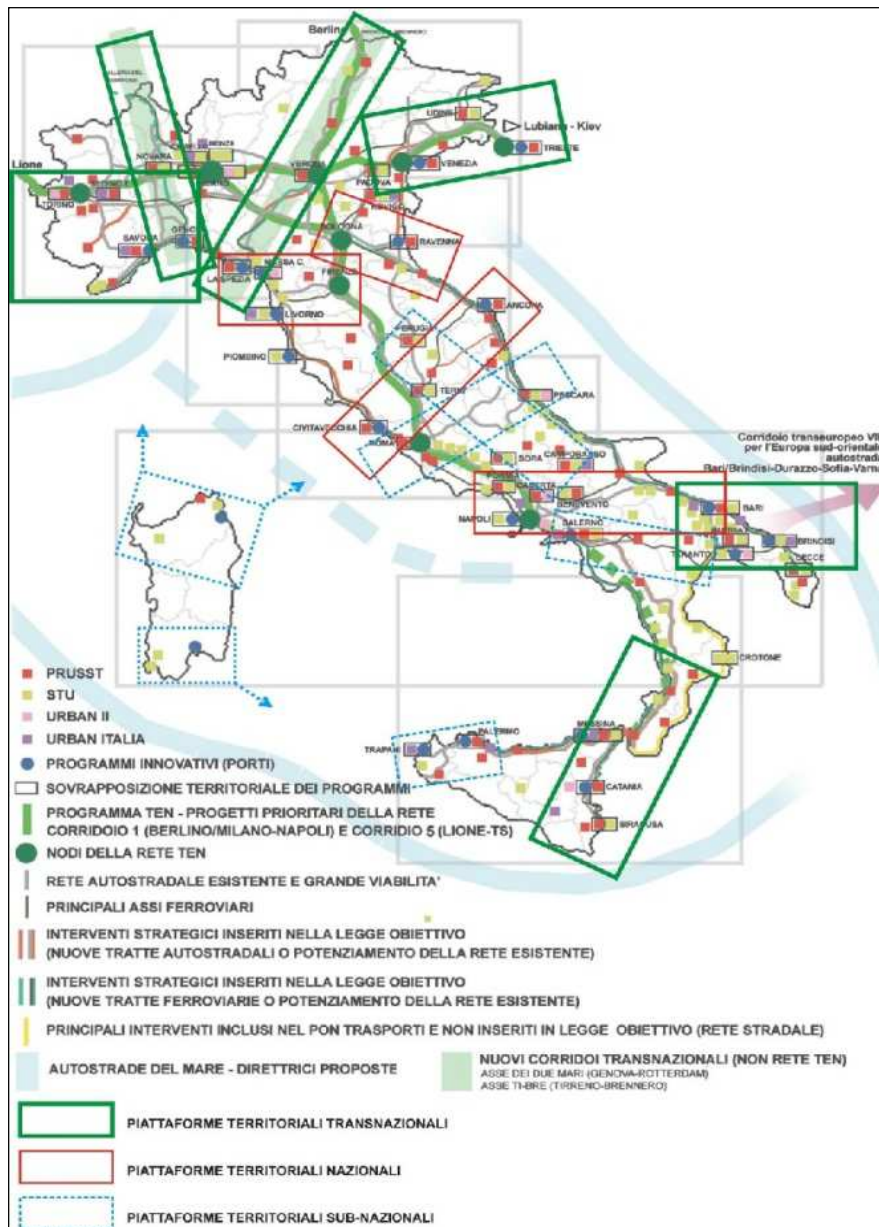 Berlino
Lubiana - Kiev
UDINE
TRIESTE
MONZA
NOVARA
VERONA
VENEZIA
Lione
PADOVA
TORINO
SAVONA
BOLOGNA
RAVENNA
MASSA C.
LA SPEZIA
ANCONA
LIVORNO
PERUGIA
PIOMBINO
TERNI
PESCARA
CIVITAVECCHIA
ROMA
Corridoio transeuropeo VIII
per l'Europa sud-orientale
autostrada
Bari/Brindisi-Durazzo-Sofia-Varna
SORA
CAMPOBASSO
CASERTA
BENEVENTO
BARI
NAPOLI
SALERNO
BRINDISI
TARANTO
LECCE
CROTONE
MESSINA
PALERMO
TRAPANI
CATANIA
SIRACUSA
PRUSST
STU
URBAN II
URBAN ITALIA
PROGRAMMI INNOVATIVI (PORTI)
SOVRAPPOSIZIONE TERRITORIALE DEI PROGRAMMI
PROGRAMMA TEN - PROGETTI PRIORITARI DELLA RETE
CORRIDOIO 1 (BERLINO/MILANO-NAPOLI) E CORRIDIO 5 (LIONE-TS)
NODI DELLA RETE TEN
RETE AUTOSTRADALE ESISTENTE E GRANDE VIABILITA'
PRINCIPALI ASSI FERROVIARI
INTERVENTI STRATEGICI INSERITI NELLA LEGGE OBIETTIVO
(NUOVE TRATTE AUTOSTRADALI O POTENZIAMENTO DELLA RETE ESISTENTE)
INTERVENTI STRATEGICI INSERITI NELLA LEGGE OBIETTIVO
(NUOVE TRATTE FERROVIARIE O POTENZIAMENTO DELLA RETE ESISTENTE)
PRINCIPALI INTERVENTI INCLUSI NEL PON TRASPORTI E NON INSERITI IN LEGGE OBIETTIVO (RETE STRADALE)
AUTOSTRADE DEL MARE - DIRETTRICI PROPOSTE
NUOVI CORRIDOI TRANSNAZIONALI (NON RETE TEN)
ASSE DEI DUE MARI (GENOVA-ROTTERDAM)
ASSE TI-BRE (TIRRENO-BRENNERO)
PIATTAFORME TERRITORIALI TRANSNAZIONALI
PIATTAFORME TERRITORIALI NAZIONALI
PIATTAFORME TERRITORIALI SUB-NAZIONALI